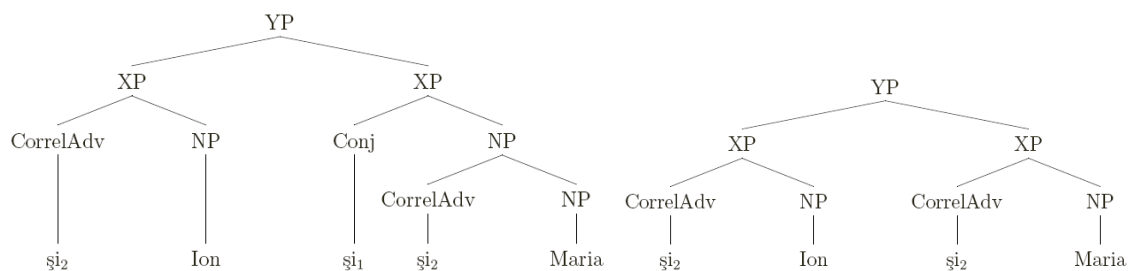 YP
YP
XP XP
XP XP
CorrelAdv NP Conj NP
CorrelAdv NP CorrelAdv NP
CorrelAdv NP
şi₂ Ion şi₁ şi₂ Maria şi₂ Ion şi₂ Maria